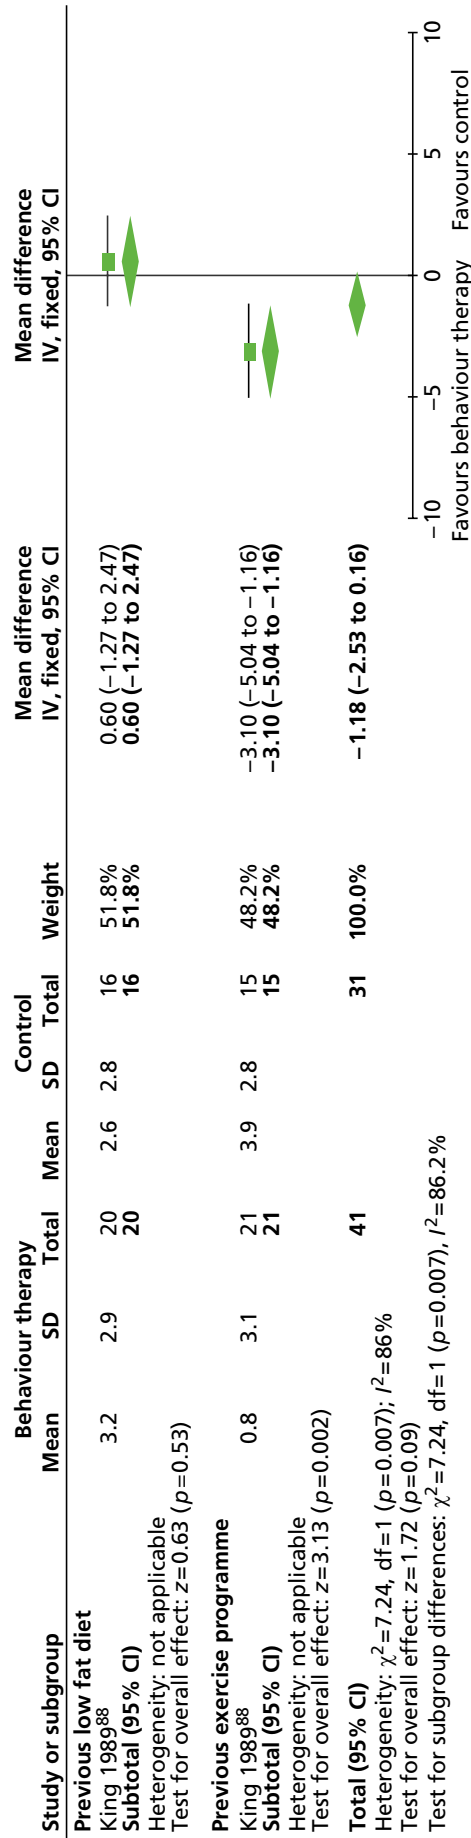 Behaviour therapy Control Mean difference Mean difference
Study or subgroup Mean SD Total Mean SD Total Weight IV, fixed, 95% CI IV, fixed, 95% CI
Previous low fat diet
King 1989⁸⁸ 3.2 2.9 20 2.6 2.8 16 51.8% 0.60 (−1.27 to 2.47)
Subtotal (95% CI) 20 16 51.8% 0.60 (−1.27 to 2.47)
Heterogeneity: not applicable
Test for overall effect: z=0.63 (p=0.53)
Previous exercise programme
King 1989⁸⁸ 0.8 3.1 21 3.9 2.8 15 48.2% −3.10 (−5.04 to −1.16)
Subtotal (95% CI) 21 15 48.2% −3.10 (−5.04 to −1.16)
Heterogeneity: not applicable
Test for overall effect: z=3.13 (p=0.002)
Total (95% CI) 41 31 100.0% −1.18 (−2.53 to 0.16)
Heterogeneity: χ²=7.24, df=1 (p=0.007); I²=86%
Test for overall effect: z=1.72 (p=0.09)
Test for subgroup differences: χ²=7.24, df=1 (p=0.007), I²=86.2%
−10 −5 0 5 10
Favours behaviour therapy Favours control